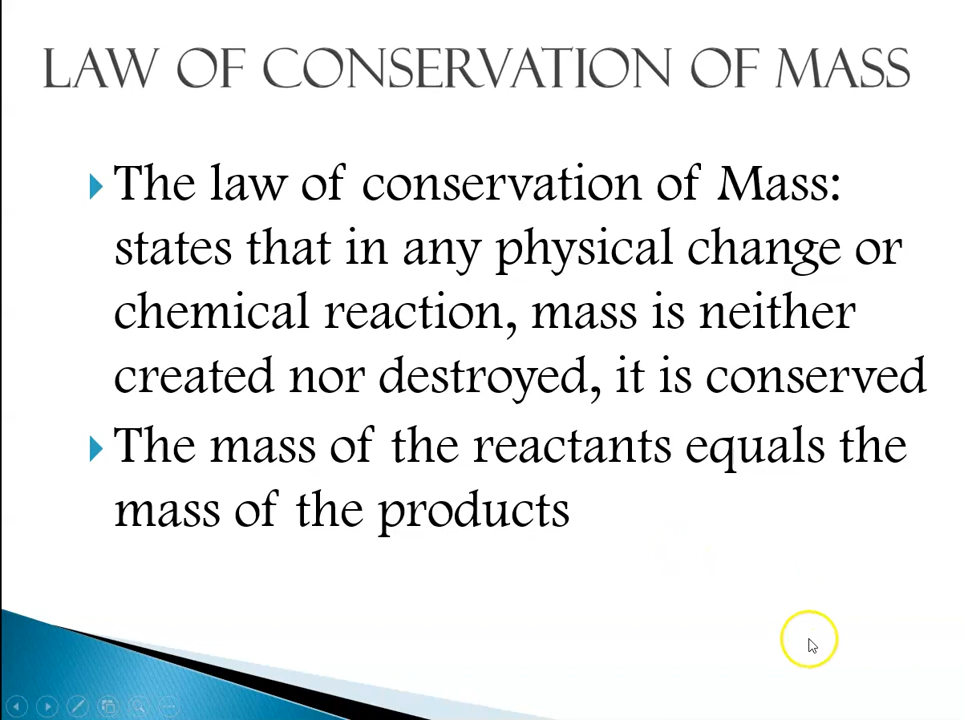 LAW OF CONSERVATION OF MASS
The law of conservation of Mass:
states that in any physical change or
chemical reaction, mass is neither
created nor destroyed, it is conserved
The mass of the reactants equals the
mass of the products